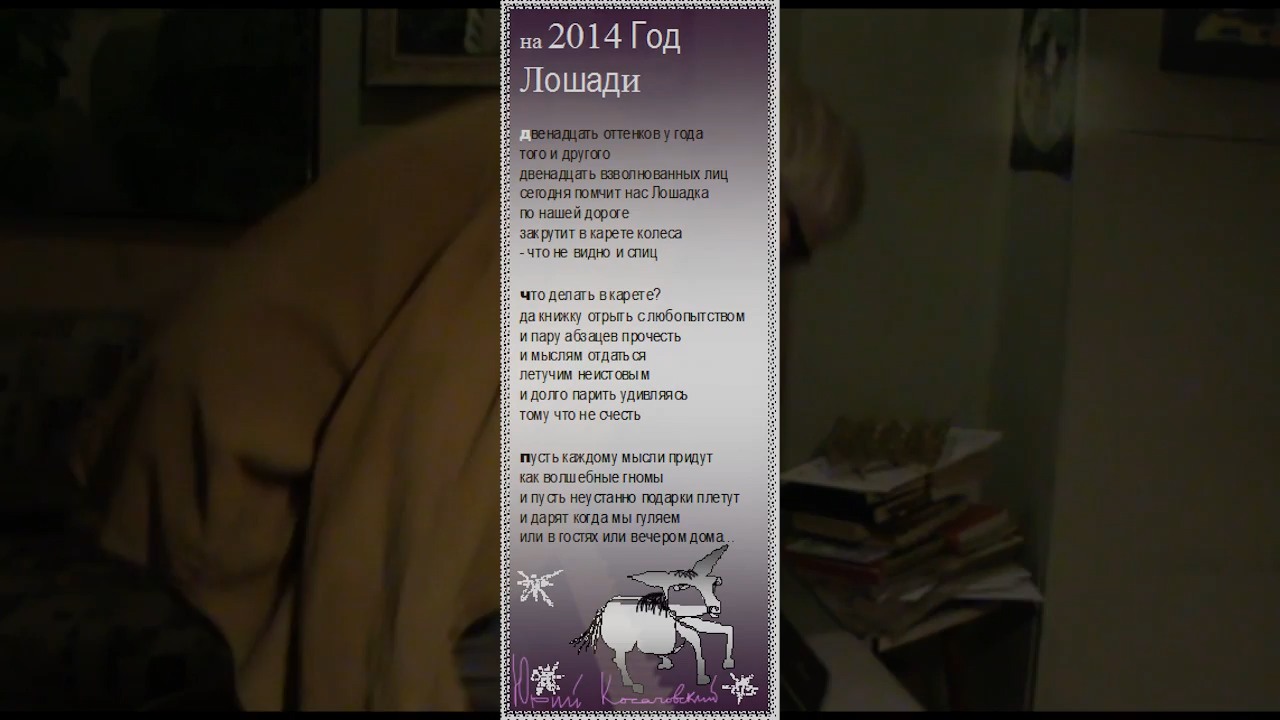 на 2014 Год
Лошади
двенадцать оттенков у года
того и другого
двенадцать взволнованных лиц
сегодня помчит нас Лошадка
по нашей дороге
закрутит в карете колеса
- что не видно и спиц
что делать в карете?
да книжку отрыть с любопытством
и пару абзацев прочесть
и мыслям отдаться
летучим неистовым
и долго парить удивляясь
тому что не счесть
пусть каждому мысли придут
как волшебные гномы
и пусть неустанно подарки плетут
и дарят когда мы гуляем
или в гостях или вечером дома...
Юрий Косаговский